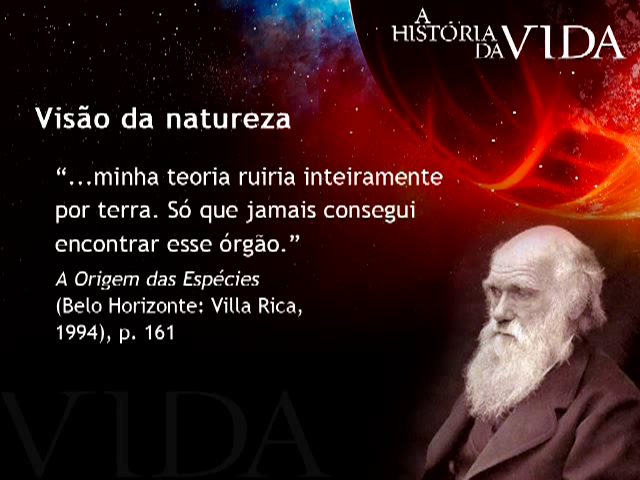 A
HISTÓRIA
DA VIDA
Visão da natureza
“...minha teoria ruiria inteiramente
por terra. Só que jamais consegui
encontrar esse órgão.”
A Origem das Espécies
(Belo Horizonte: Villa Rica,
1994), p. 161
VIDA